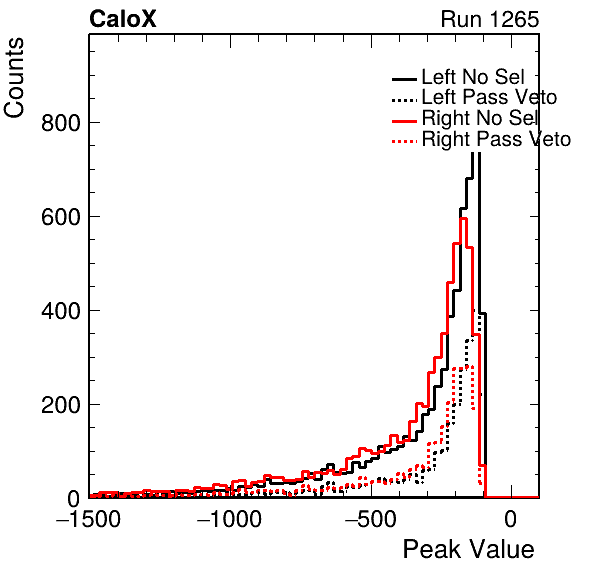 CaloX Run 1265
Counts
Left No Sel
Left Pass Veto
Right No Sel
Right Pass Veto
800
600
400
200
0
−1500 −1000 −500 0
Peak Value